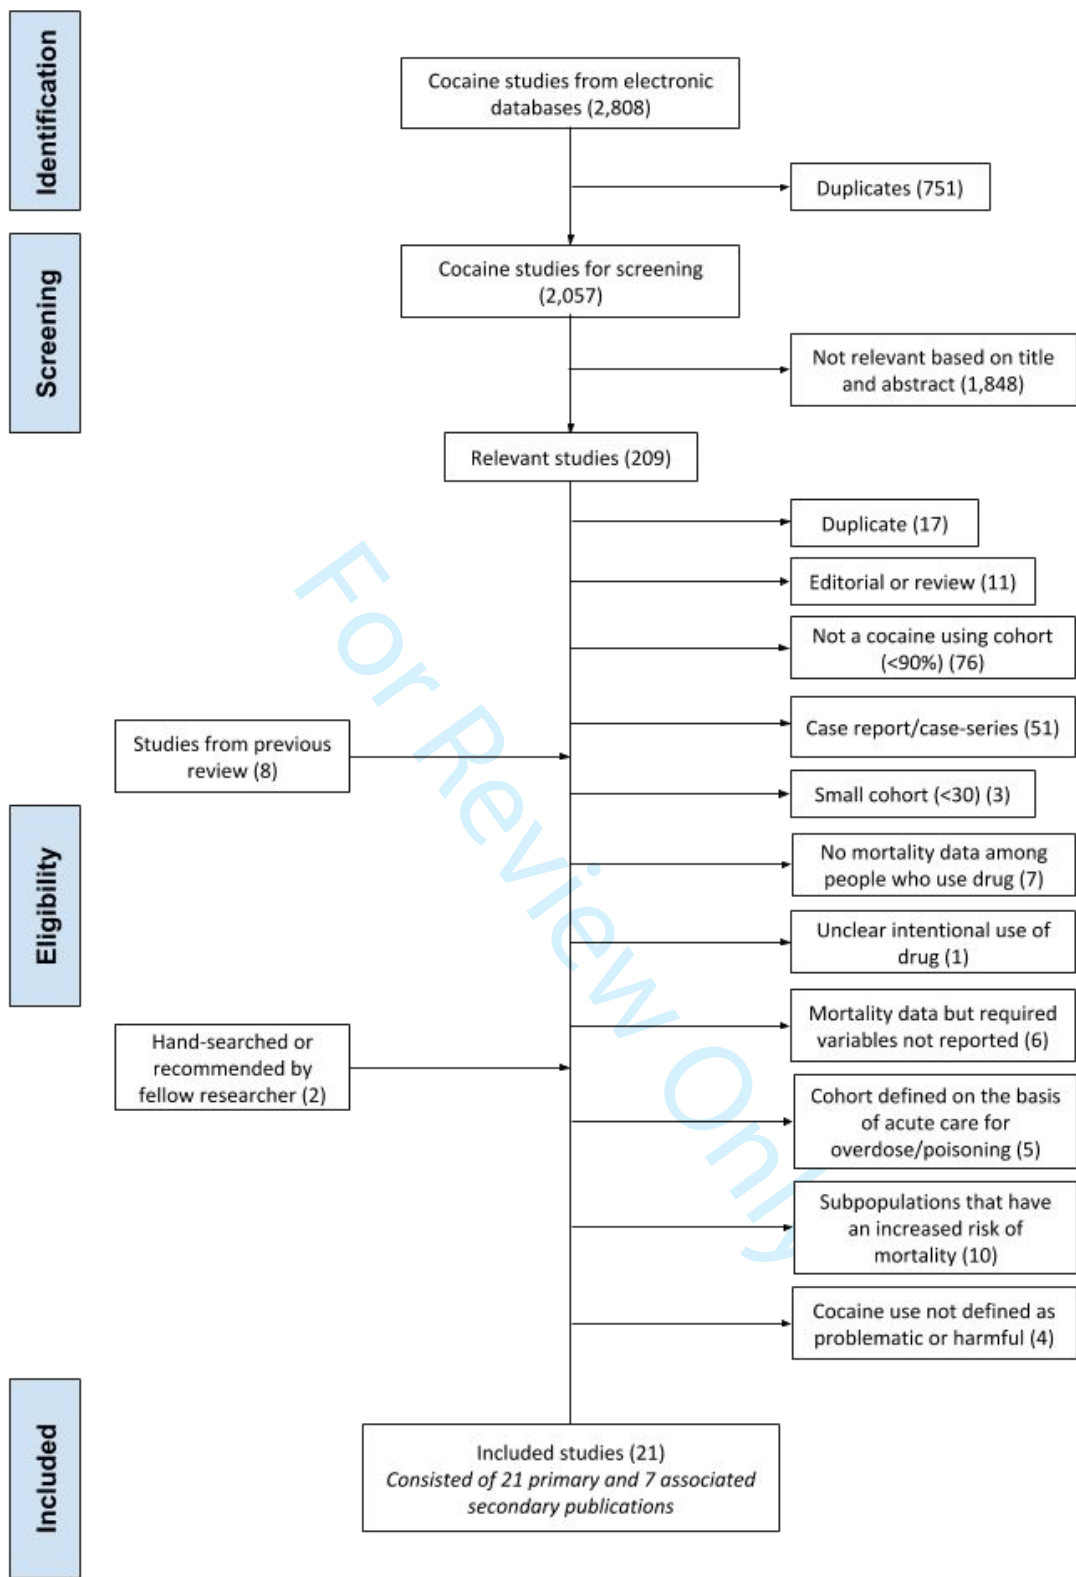 Identification
Cocaine studies from electronic
databases (2,808)
Duplicates (751)
Screening
Cocaine studies for screening
(2,057)
Not relevant based on title
and abstract (1,848)
Relevant studies (209)
Duplicate (17)
Editorial or review (11)
Not a cocaine using cohort
(<90%) (76)
Case report/case-series (51)
Studies from previous
review (8)
Small cohort (<30) (3)
Eligibility
No mortality data among
people who use drug (7)
Unclear intentional use of
drug (1)
Mortality data but required
variables not reported (6)
Hand-searched or
recommended by
fellow researcher (2)
Cohort defined on the basis
of acute care for
overdose/poisoning (5)
Subpopulations that have
an increased risk of
mortality (10)
Cocaine use not defined as
problematic or harmful (4)
Included
Included studies (21)
Consisted of 21 primary and 7 associated
secondary publications
For Review Only